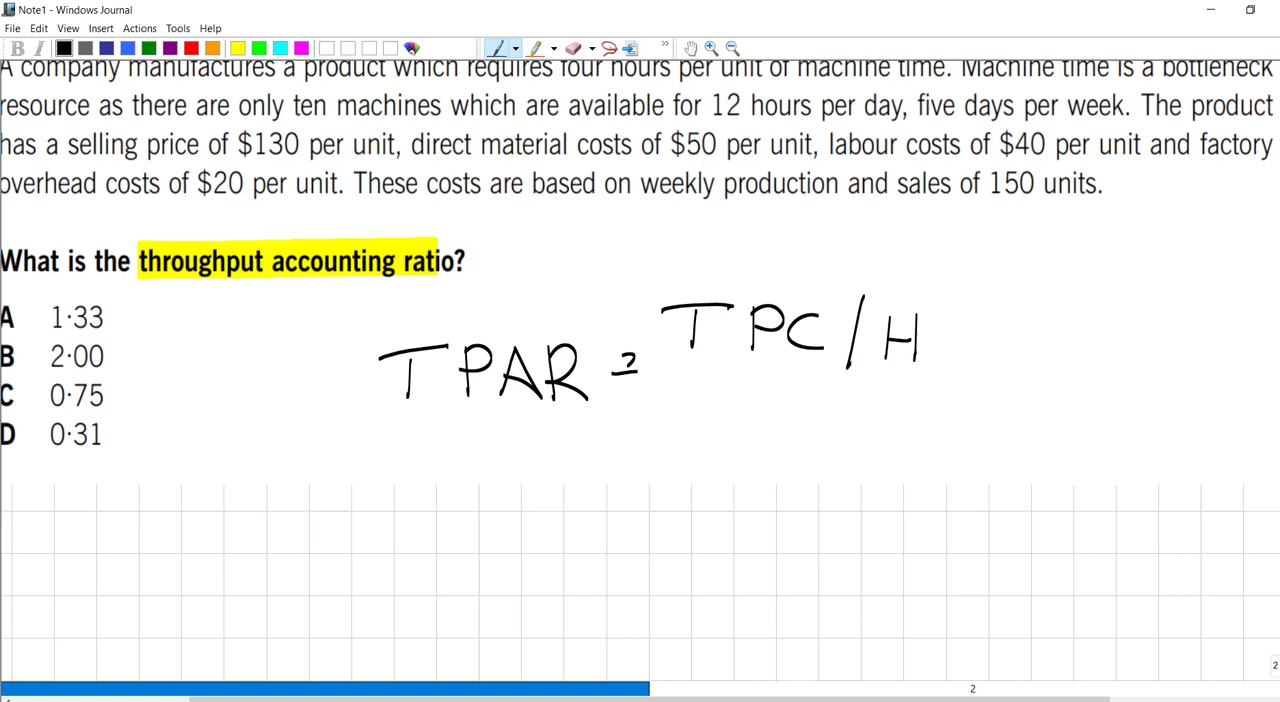 Note1 - Windows Journal
File Edit View Insert Actions Tools Help
B I
A company manufactures a product which requires four hours per unit of machine time. Machine time is a bottleneck
resource as there are only ten machines which are available for 12 hours per day, five days per week. The product
has a selling price of $130 per unit, direct material costs of $50 per unit, labour costs of $40 per unit and factory
overhead costs of $20 per unit. These costs are based on weekly production and sales of 150 units.
What is the throughput accounting ratio?
A 1·33
B 2·00
C 0·75
D 0·31
TPAR = TPC/H
2
2